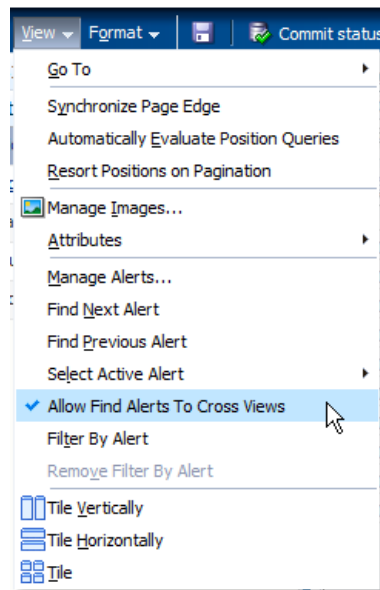 View Format Commit status
Go To
Synchronize Page Edge
Automatically Evaluate Position Queries
Resort Positions on Pagination
Manage Images...
Attributes
Manage Alerts...
Find Next Alert
Find Previous Alert
Select Active Alert
Allow Find Alerts To Cross Views
Filter By Alert
Remove Filter By Alert
Tile Vertically
Tile Horizontally
Tile